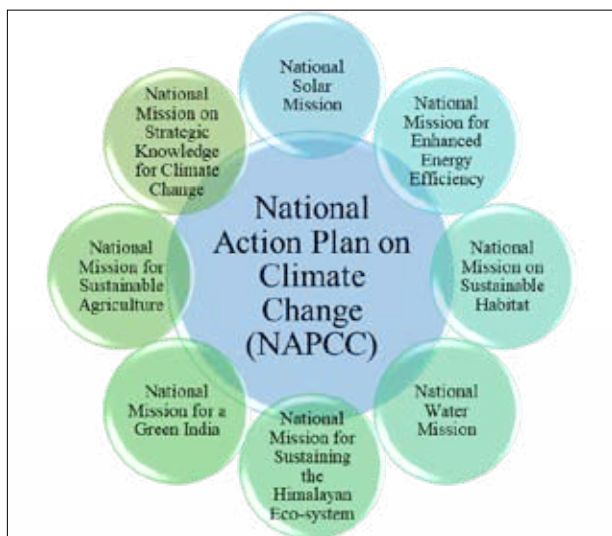 National
Action Plan on
Climate
Change
(NAPCC)
National
Solar
Mission
National
Mission for
Enhanced
Energy
Efficiency
National
Mission on
Sustainable
Habitat
National
Water
Mission
National
Mission for
Sustaining
the
Himalayan
Eco-system
National
Mission for a
Green India
National
Mission for
Sustainable
Agriculture
National
Mission on
Strategic
Knowledge
for Climate
Change